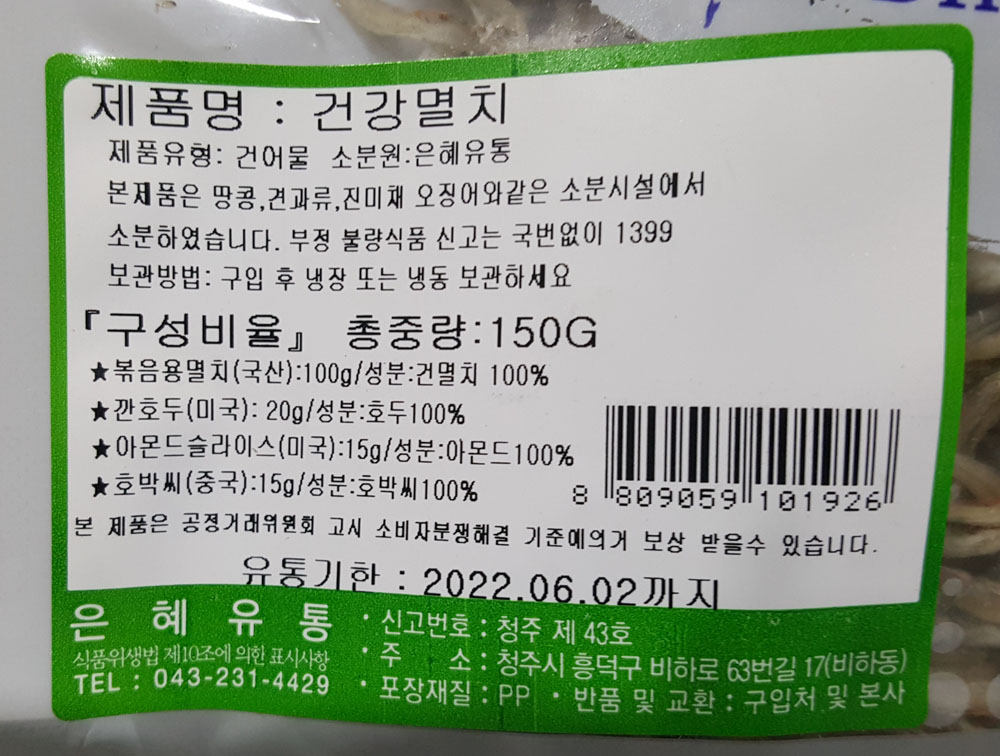 제품명 : 건강멸치
제품유형: 건어물 소분원:은혜유통
본제품은 땅콩,견과류,진미채 오징어와같은 소분시설에서
소분하였습니다. 부정 불량식품 신고는 국번없이 1399
보관방법: 구입 후 냉장 또는 냉동 보관하세요
『구성비율』 총중량:150G
★볶음용멸치(국산):100g/성분:건멸치 100%
★깐호두(미국): 20g/성분:호두100%
★아몬드슬라이스(미국):15g/성분:아몬드100%
★호박씨(중국):15g/성분:호박씨100%
8 809059 101926
본 제품은 공정거래위원회 고시 소비자분쟁해결 기준에의거 보상 받을수 있습니다.
유통기한 : 2022.06.02까지
은혜유통
식품위생법 제10조에 의한 표시사항
TEL : 043-231-4429
· 신고번호 : 청주 제 43호
· 주 소 : 청주시 흥덕구 비하로 63번길 17(비하동)
· 포장재질 : PP · 반품 및 교환 : 구입처 및 본사